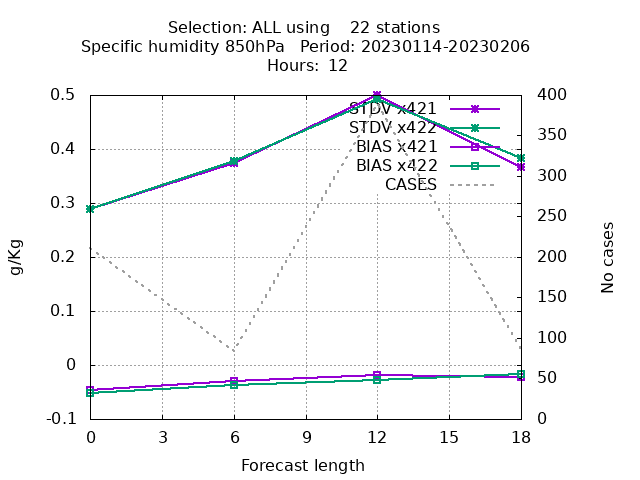 Selection: ALL using    22 stations
Specific humidity 850hPa   Period: 20230114-20230206
Hours:  12
0.5
0.4
0.3
0.2
0.1
0
-0.1
g/Kg
STDV x421
STDV x422
BIAS x421
BIAS x422
CASES
400
350
300
250
200
150
100
50
0
No cases
0
3
6
9
12
15
18
Forecast length